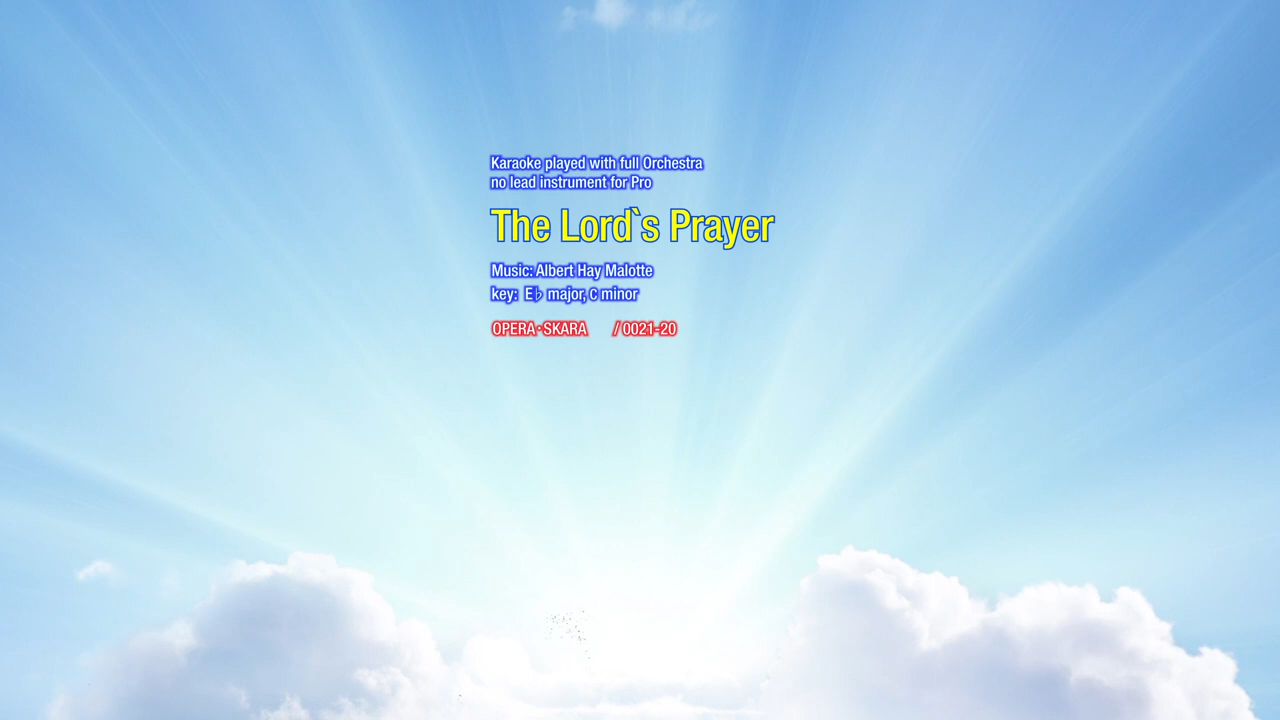 Karaoke played with full Orchestra
no lead instrument for Pro
The Lord`s Prayer
Music: Albert Hay Malotte
key: E♭ major, C minor
OPERA•SKARA / 0021-20